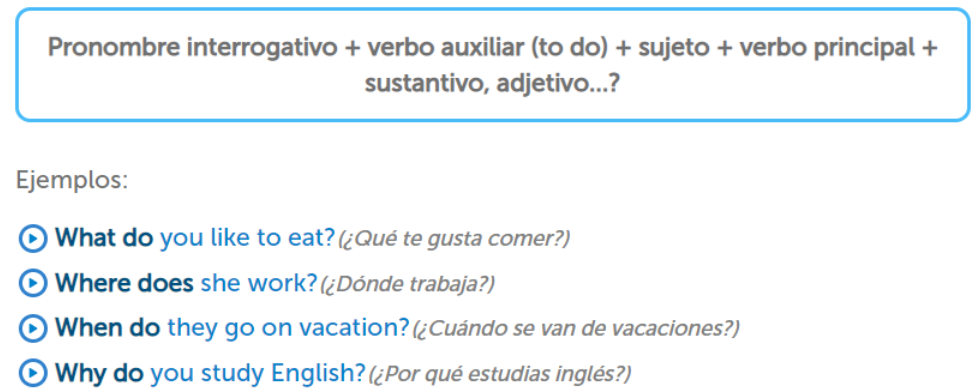 Pronombre interrogativo + verbo auxiliar (to do) + sujeto + verbo principal +
sustantivo, adjetivo...?
Ejemplos:
What do you like to eat? (¿Qué te gusta comer?)
Where does she work? (¿Dónde trabaja?)
When do they go on vacation? (¿Cuándo se van de vacaciones?)
Why do you study English? (¿Por qué estudias inglés?)